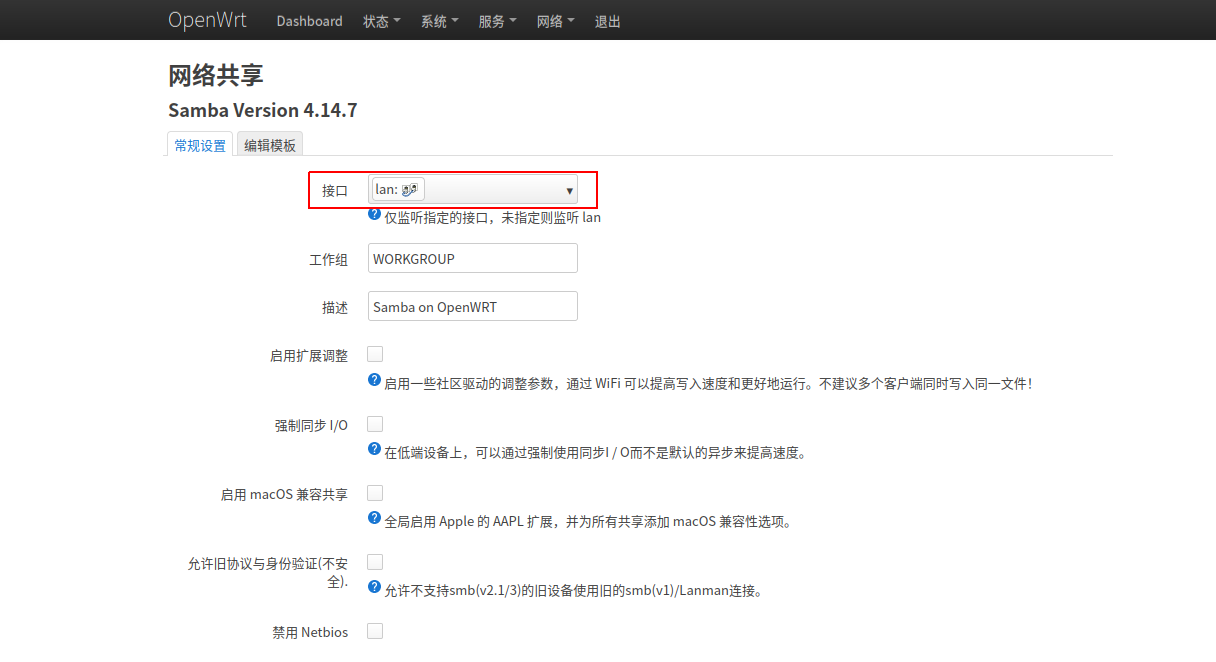 OpenWrt Dashboard 状态 系统 服务 网络 退出
网络共享
Samba Version 4.14.7
常规设置 编辑模板
接口 lan:
仅监听指定的接口，未指定则监听 lan
工作组 WORKGROUP
描述 Samba on OpenWRT
启用扩展调整
启用一些社区驱动的调整参数，通过 WiFi 可以提高写入速度和更好地运行。不建议多个客户端同时写入同一文件！
强制同步 I/O
在低端设备上，可以通过强制使用同步I / O而不是默认的异步来提高速度。
启用 macOS 兼容共享
全局启用 Apple 的 AAPL 扩展，并为所有共享添加 macOS 兼容性选项。
允许旧协议与身份验证(不安
全).
允许不支持smb(v2.1/3)的旧设备使用旧的smb(v1)/Lanman连接。
禁用 Netbios